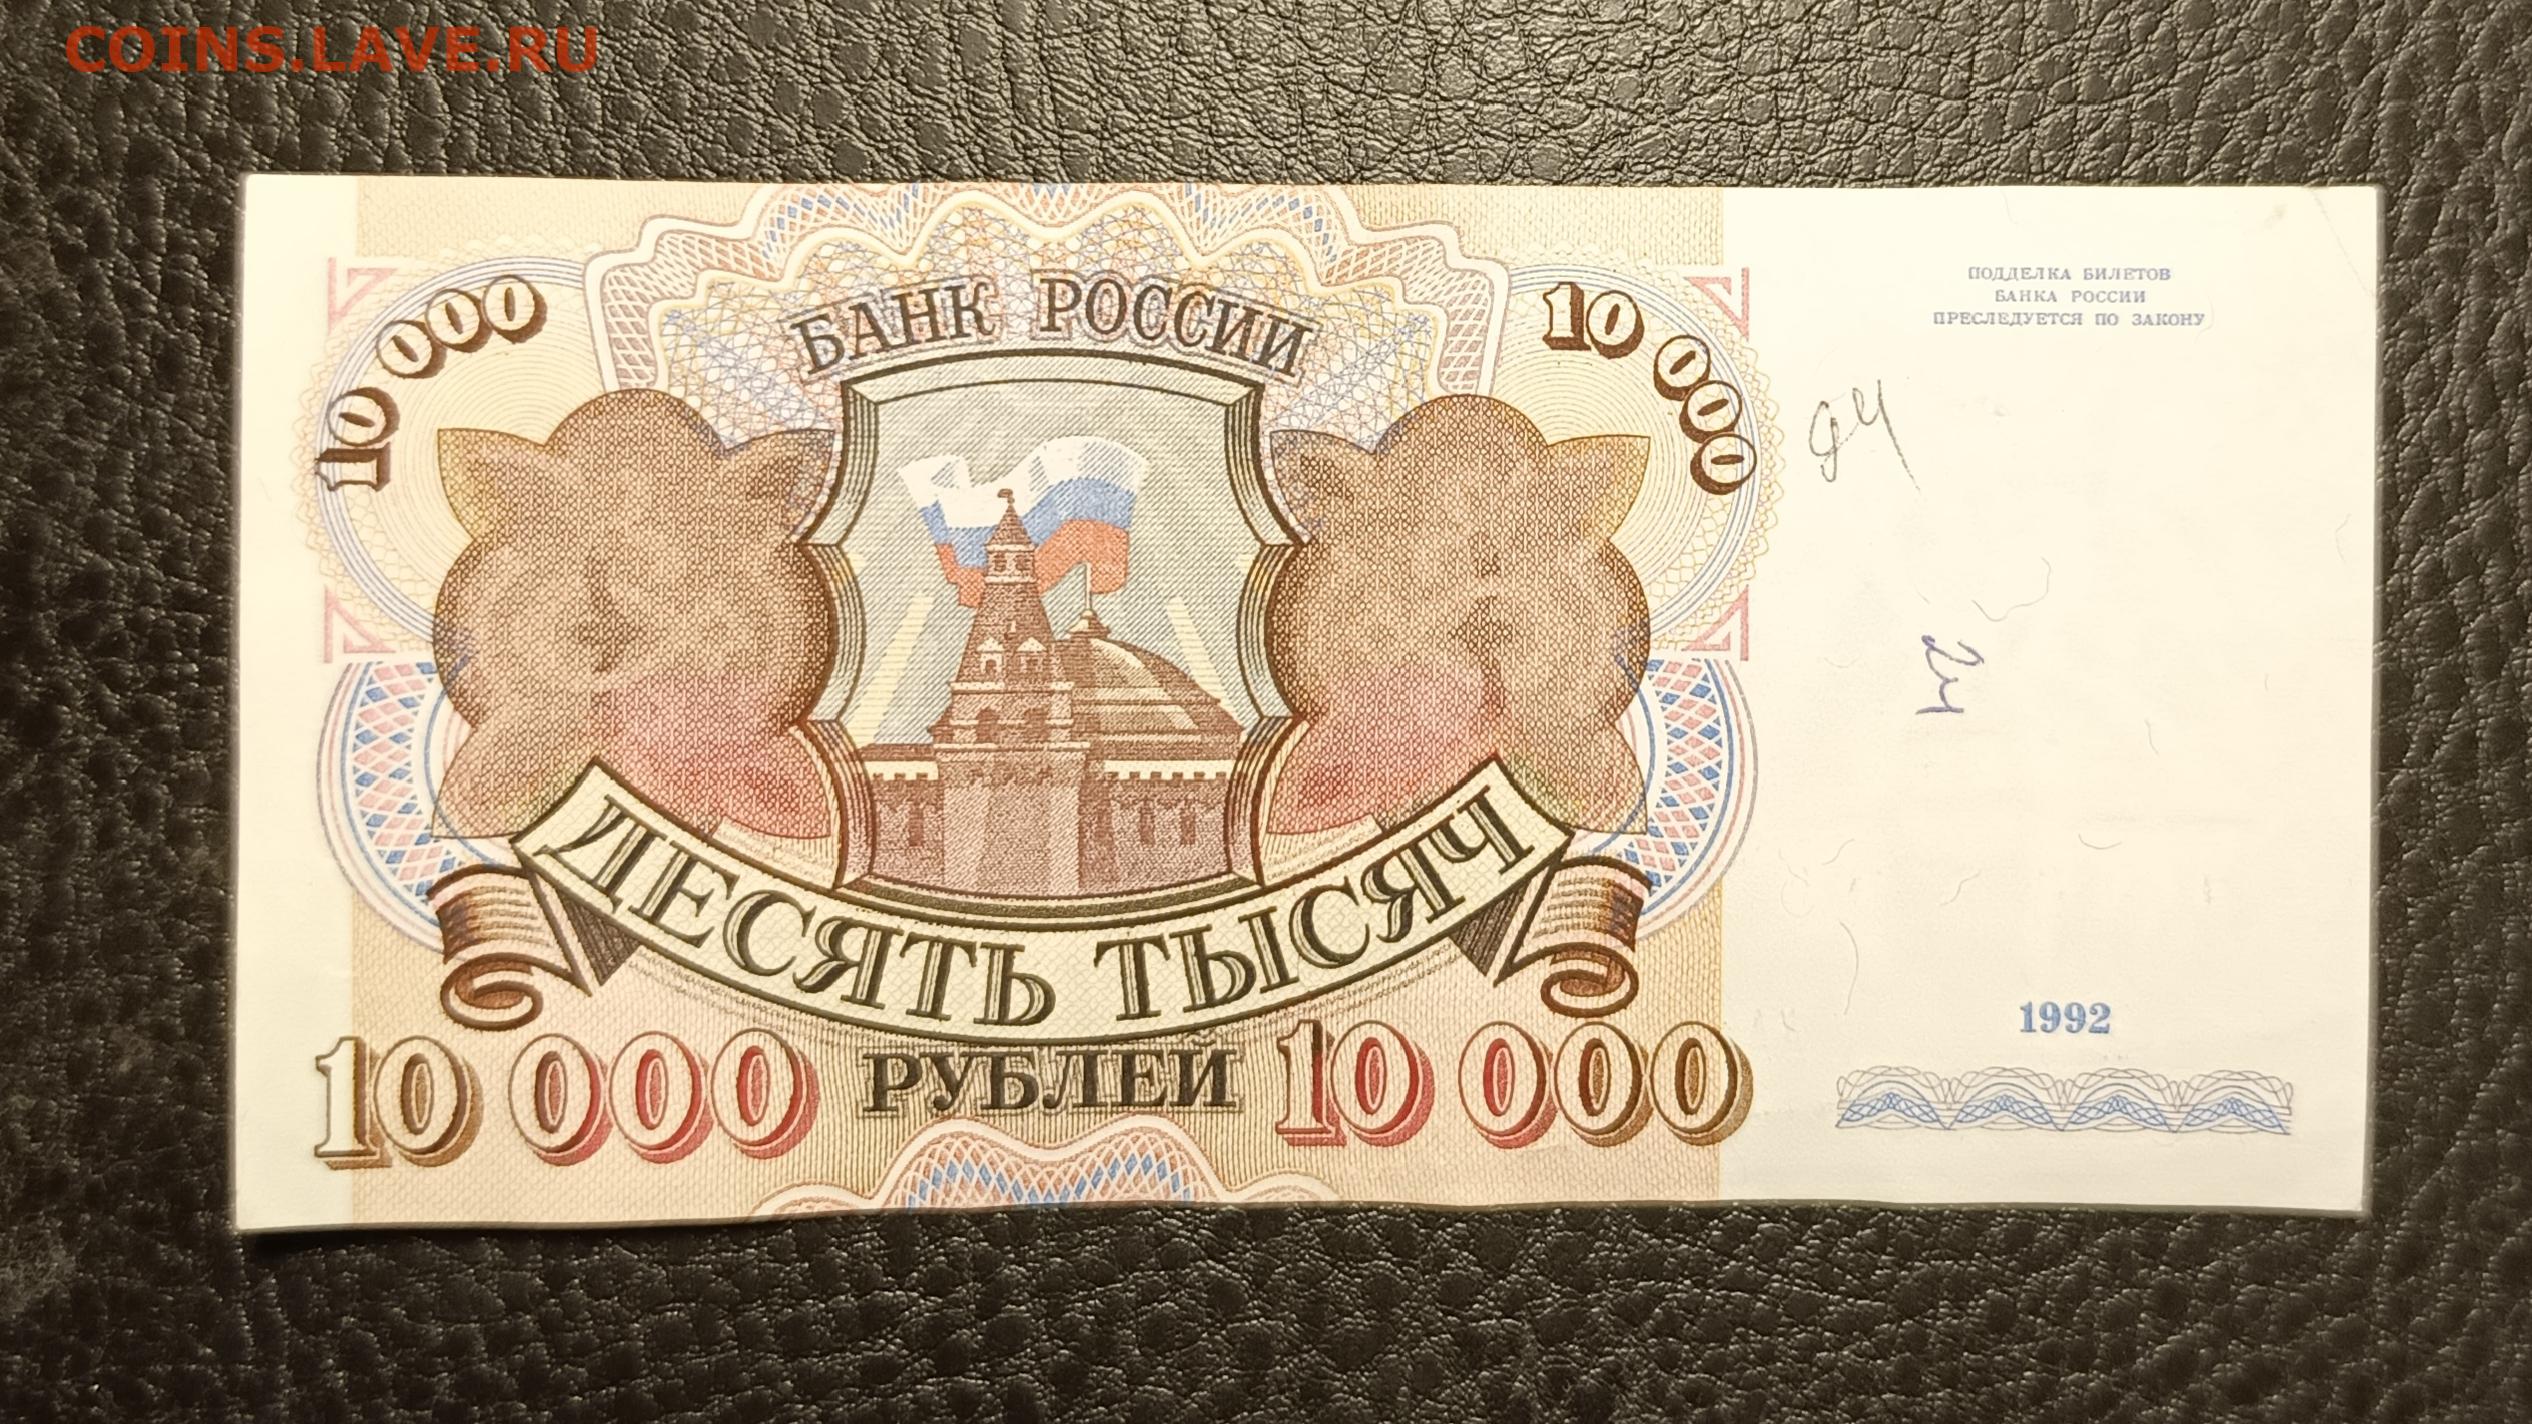 COINS.LAVE.RU
10 000
БАНК РОССИИ
10 000
ПОДДЕЛКА БИЛЕТОВ
БАНКА РОССИИ
ПРЕСЛЕДУЕТСЯ ПО ЗАКОНУ
ДЕСЯТЬ ТЫСЯЧ
РУБЛЕЙ
10 000
10 000
1992